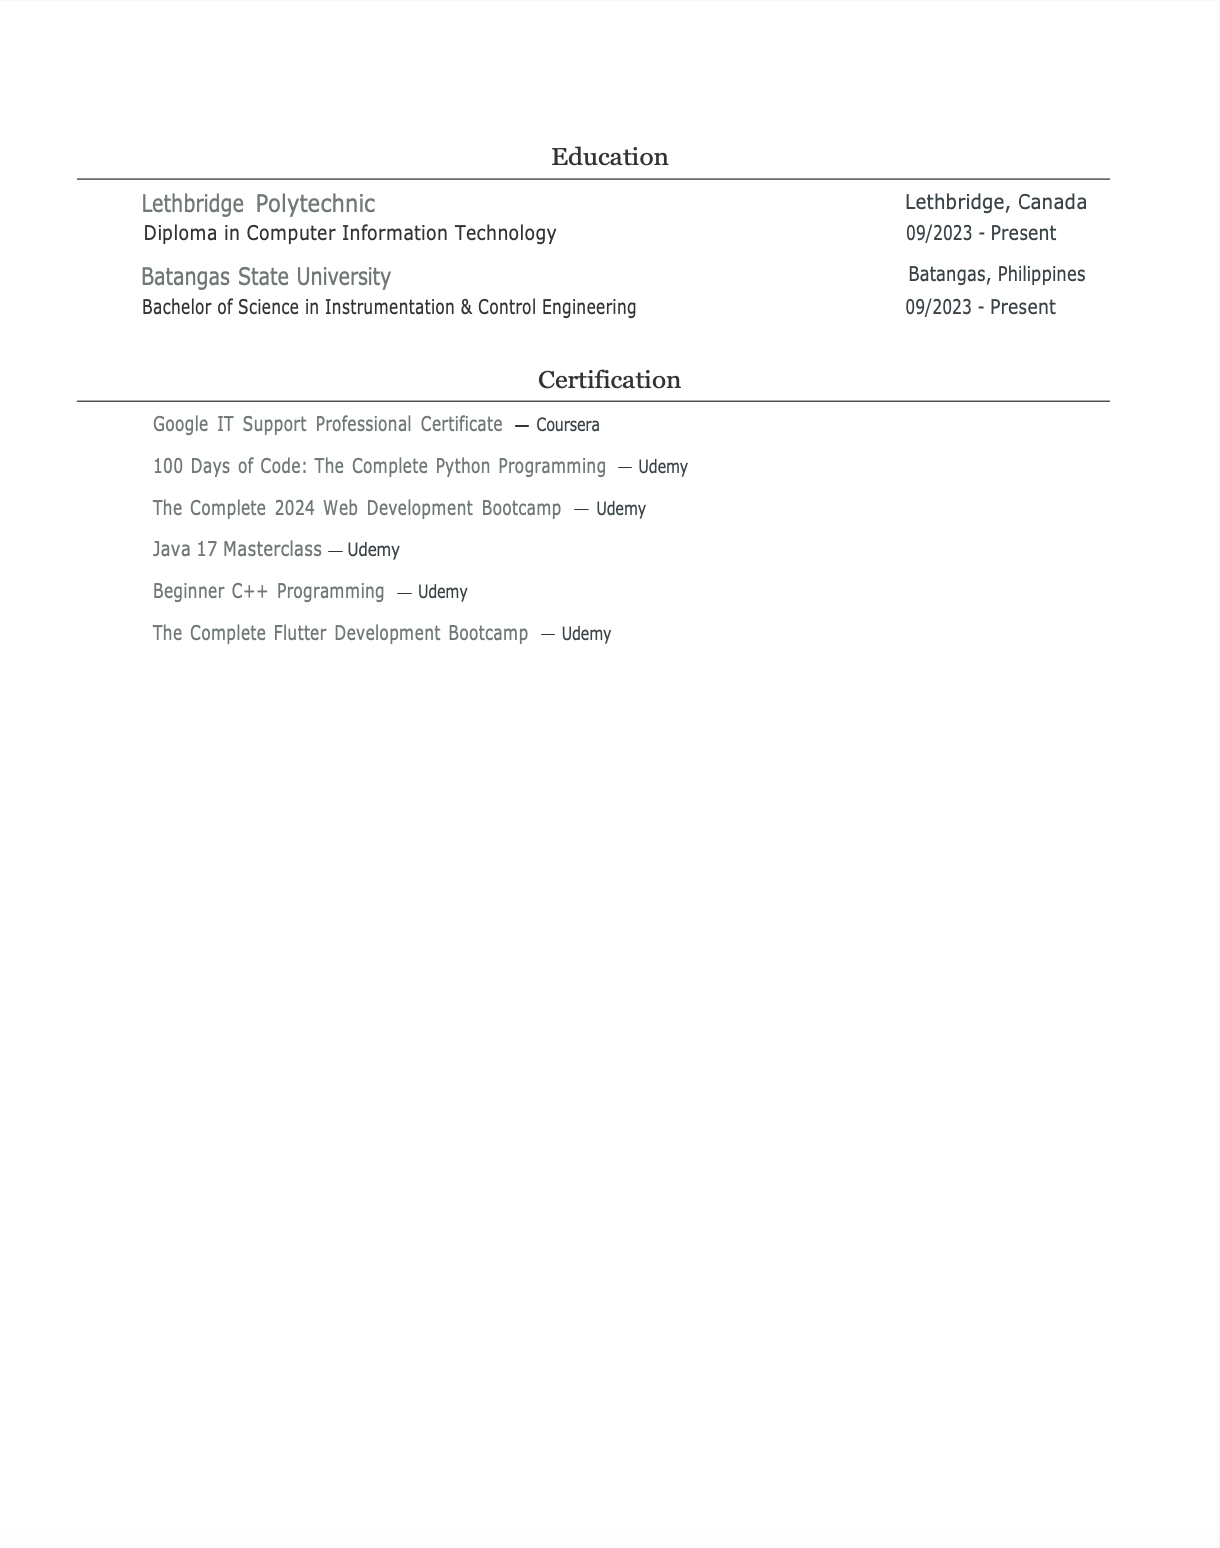 Education
Lethbridge Polytechnic Lethbridge, Canada
Diploma in Computer Information Technology 09/2023 - Present
Batangas State University Batangas, Philippines
Bachelor of Science in Instrumentation & Control Engineering 09/2023 - Present
Certification
Google IT Support Professional Certificate — Coursera
100 Days of Code: The Complete Python Programming — Udemy
The Complete 2024 Web Development Bootcamp — Udemy
Java 17 Masterclass — Udemy
Beginner C++ Programming — Udemy
The Complete Flutter Development Bootcamp — Udemy